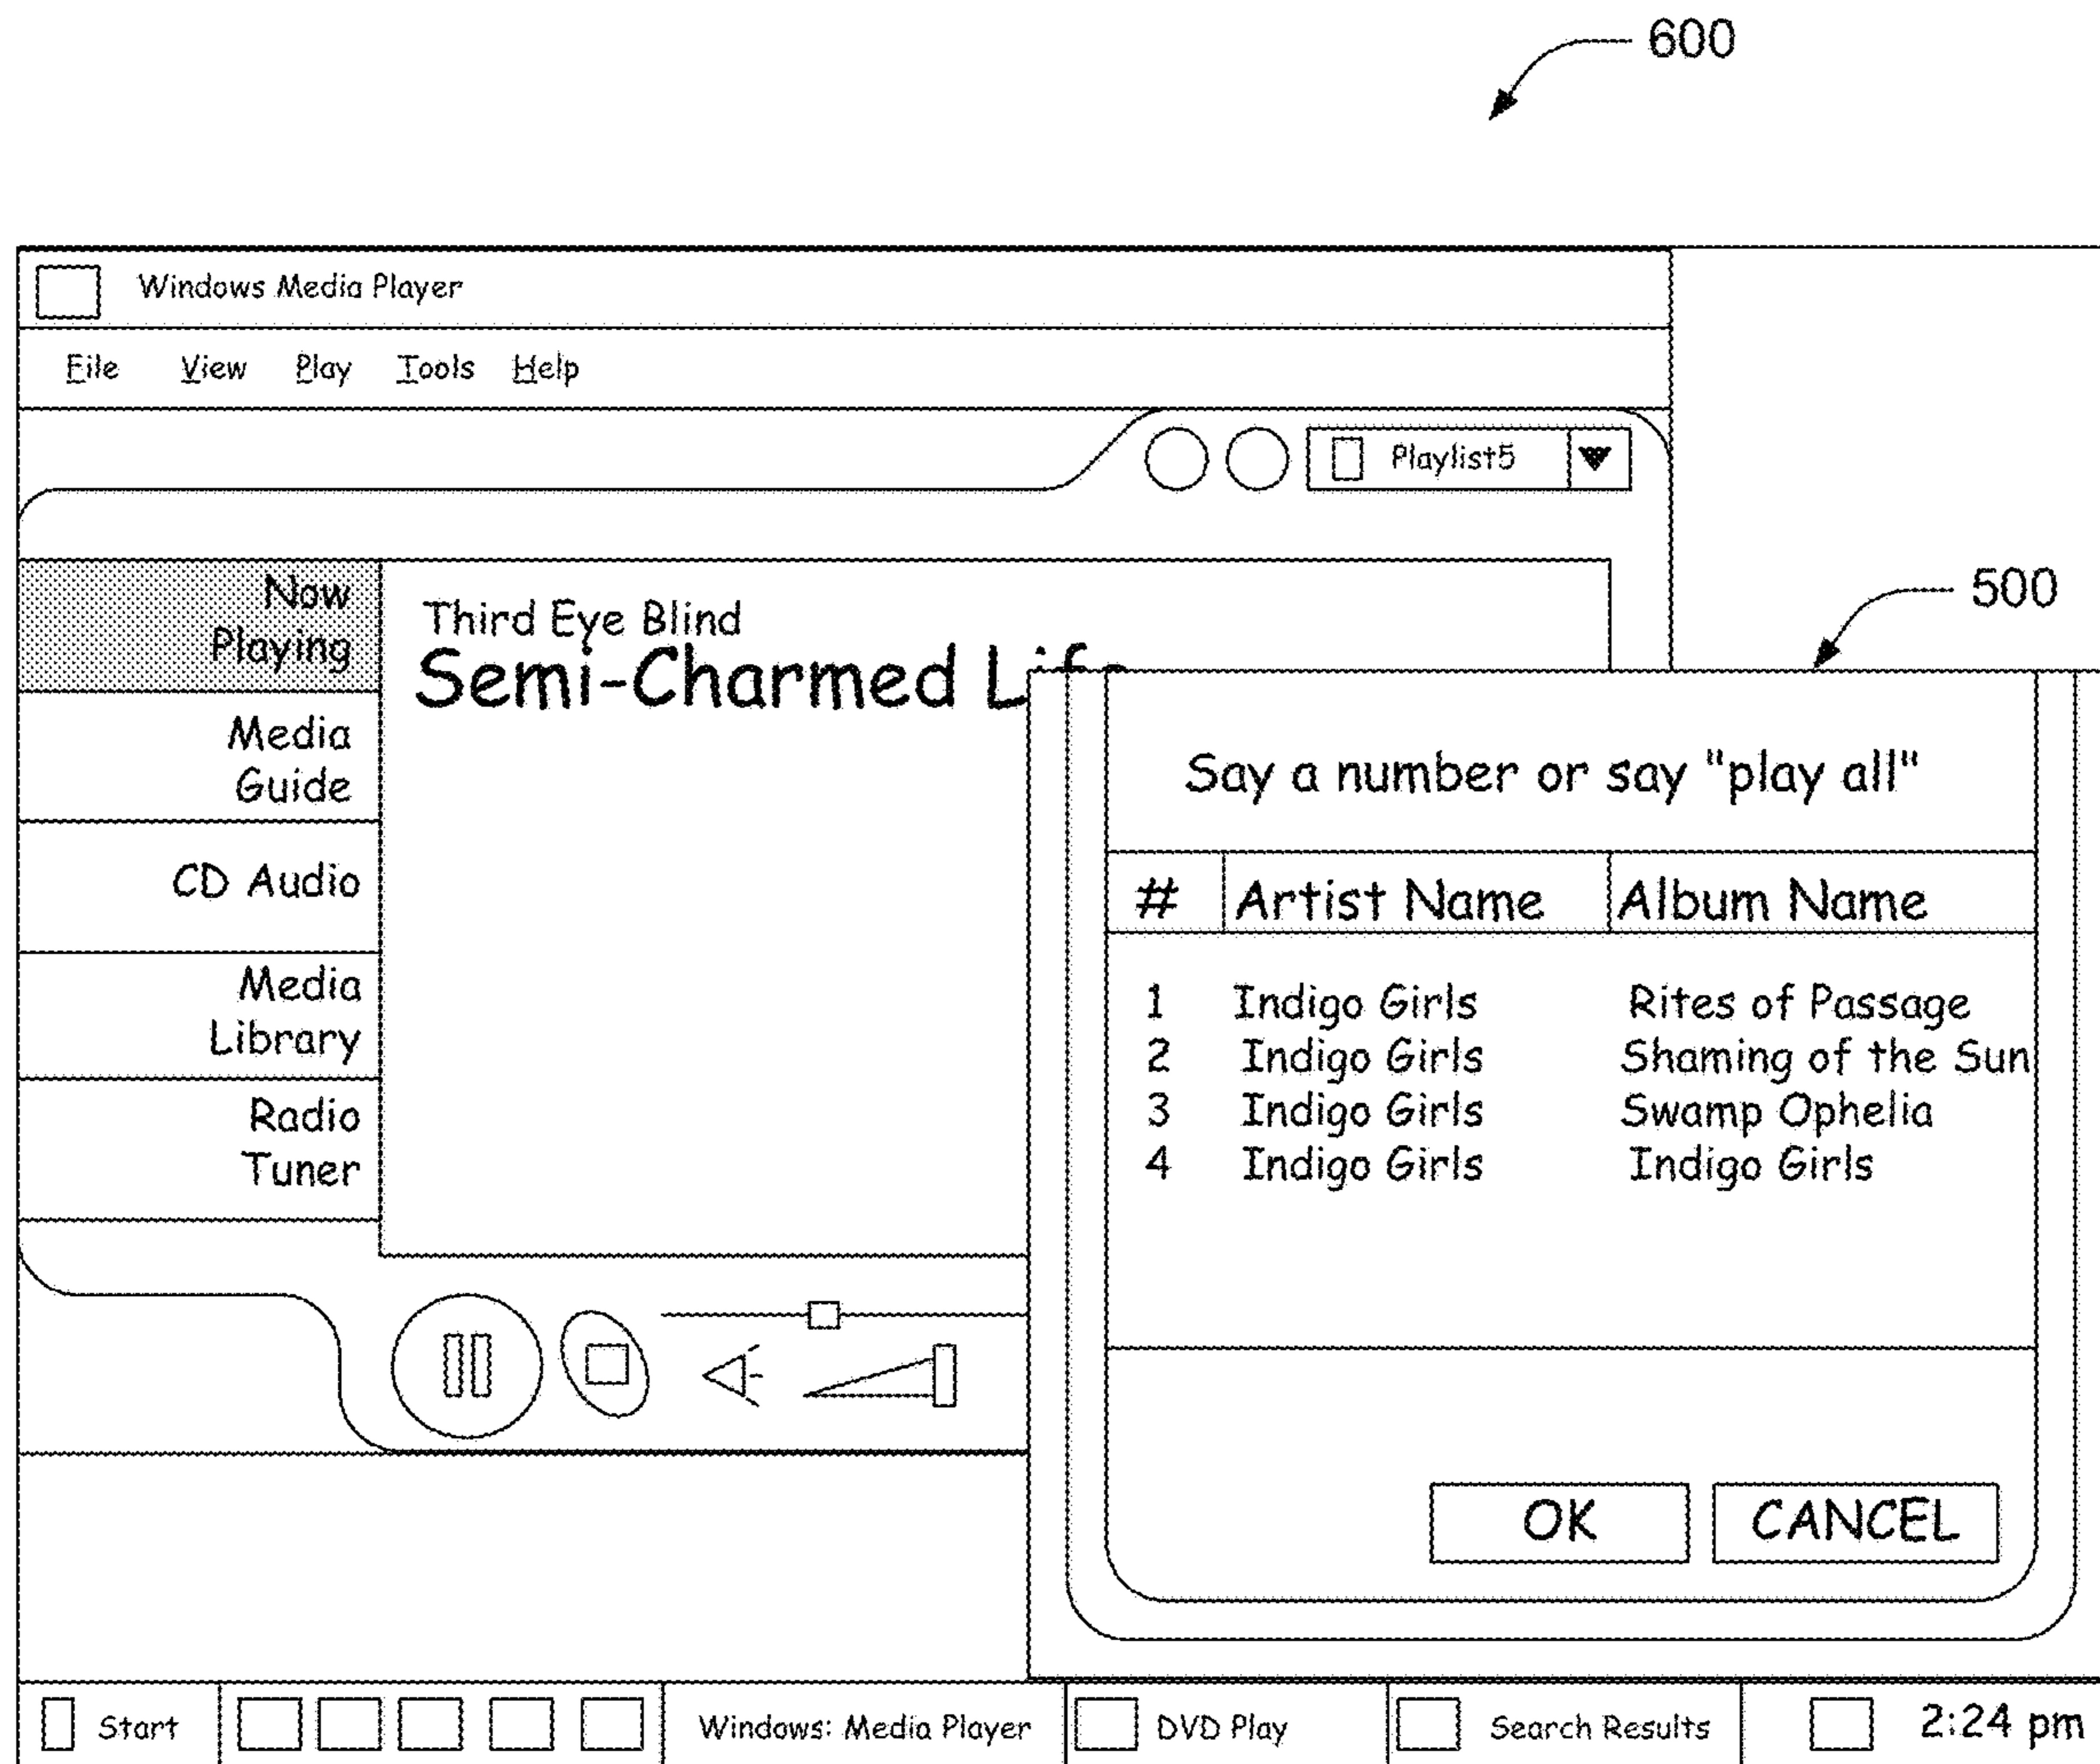 600
Windows Media Player
File View Play Tools Help
Playlist5
500
Now
Playing
Third Eye Blind
Semi-Charmed Life
Media
Guide
CD Audio
Media
Library
Radio
Tuner
Say a number or say "play all"
# Artist Name Album Name
1 Indigo Girls Rites of Passage
2 Indigo Girls Shaming of the Sun
3 Indigo Girls Swamp Ophelia
4 Indigo Girls Indigo Girls
OK CANCEL
Start Windows: Media Player DVD Play Search Results 2:24 pm